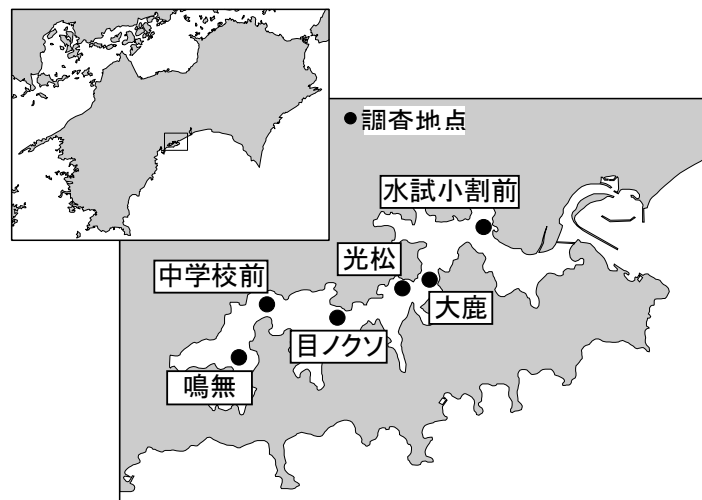 ●調査地点
水試小割前
光松
中学校前
大鹿
目ノクソ
鳴無